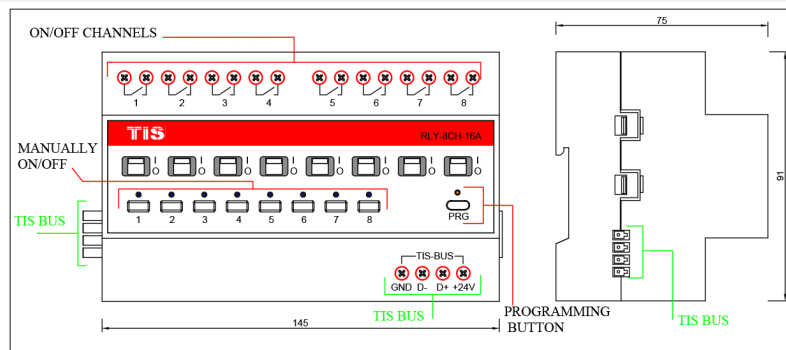 ON/OFF CHANNELS
75
1 2 3 4 5 6 7 8
TIS
RLY-8CH-16A
MANUALLY
ON/OFF
I I I I I I I I
O O O O O O O O
1 2 3 4 5 6 7 8
PRG
TIS BUS
91
TIS-BUS
GND D- D+ +24V
TIS BUS
PROGRAMMING
BUTTON
TIS BUS
145